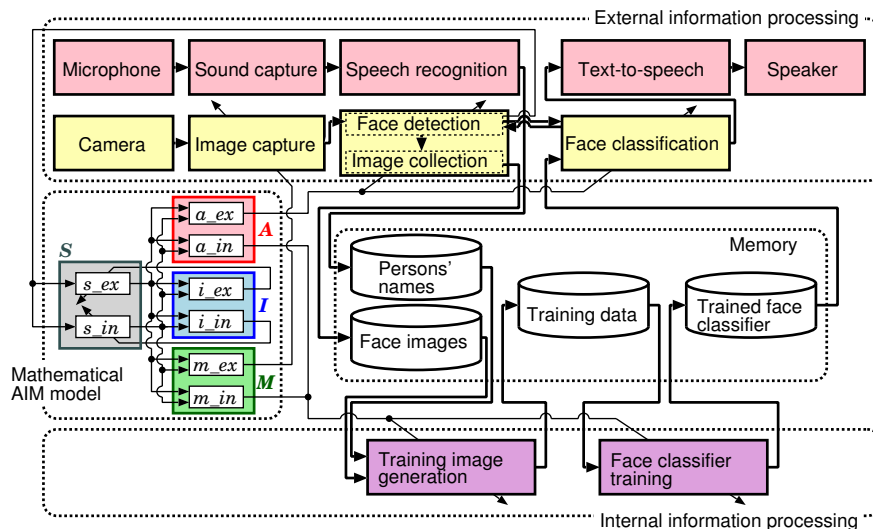 External information processing
Microphone
Sound capture
Speech recognition
Text-to-speech
Speaker
Camera
Image capture
Face detection
Image collection
Face classification
S
s_ex
s_in
a_ex
a_in
A
i_ex
i_in
I
m_ex
m_in
M
Mathematical
AIM model
Memory
Persons'
names
Face images
Training data
Trained face
classifier
Training image
generation
Face classifier
training
Internal information processing